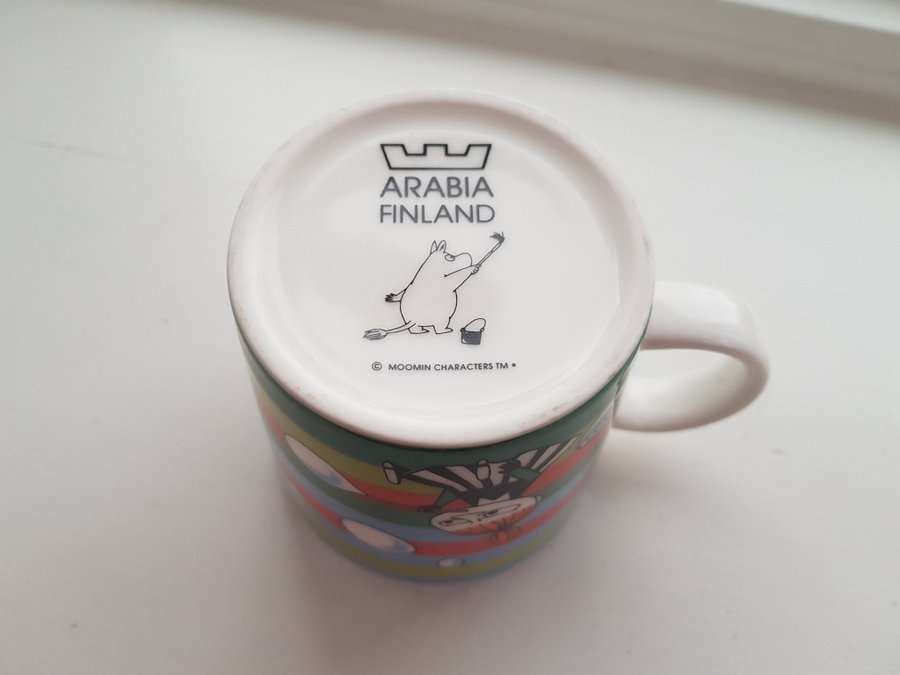 ARABIA
FINLAND
© MOOMIN CHARACTERS TM •